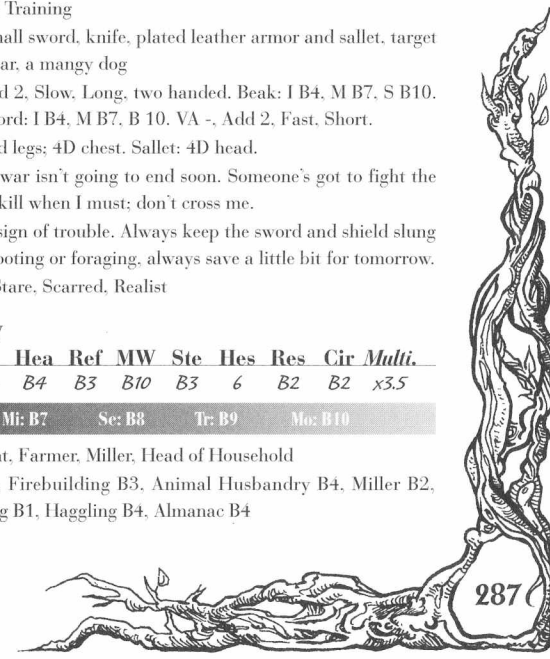 Training
all sword, knife, plated leather armor and sallet, target
ar, a mangy dog
d 2, Slow, Long, two handed. Beak: I B4, M B7, S B10.
ord: I B4, M B7, B 10. VA -, Add 2, Fast, Short.
d legs; 4D chest. Sallet: 4D head.
war isn't going to end soon. Someone's got to fight the
kill when I must; don't cross me.
sign of trouble. Always keep the sword and shield slung
ooting or foraging, always save a little bit for tomorrow.
Stare, Scarred, Realist
Hea Ref MW Ste Hes Res Cir Multi.
B4 B3 B10 B3 6 B2 B2 x3.5
Mi: B7 Se: B8 Tr: B9 Mo: B10
t, Farmer, Miller, Head of Household
Firebuilding B3, Animal Husbandry B4, Miller B2,
g B1, Haggling B4, Almanac B4
287